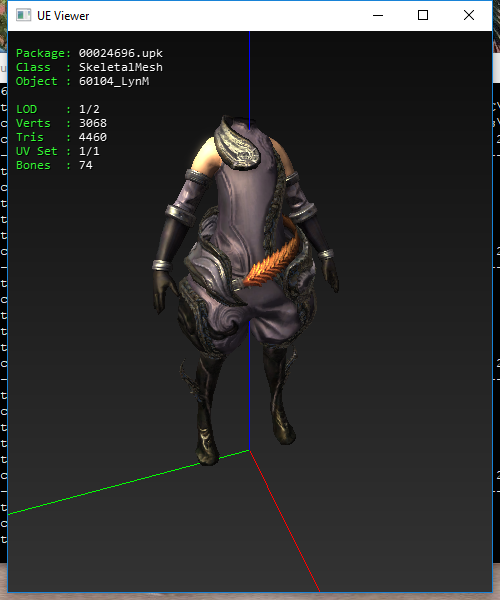 UE Viewer
Package: 00024696.upk
Class : SkeletalMesh
Object : 60104_LynM
LOD : 1/2
Verts : 3068
Tris : 4460
UV Set : 1/1
Bones : 74